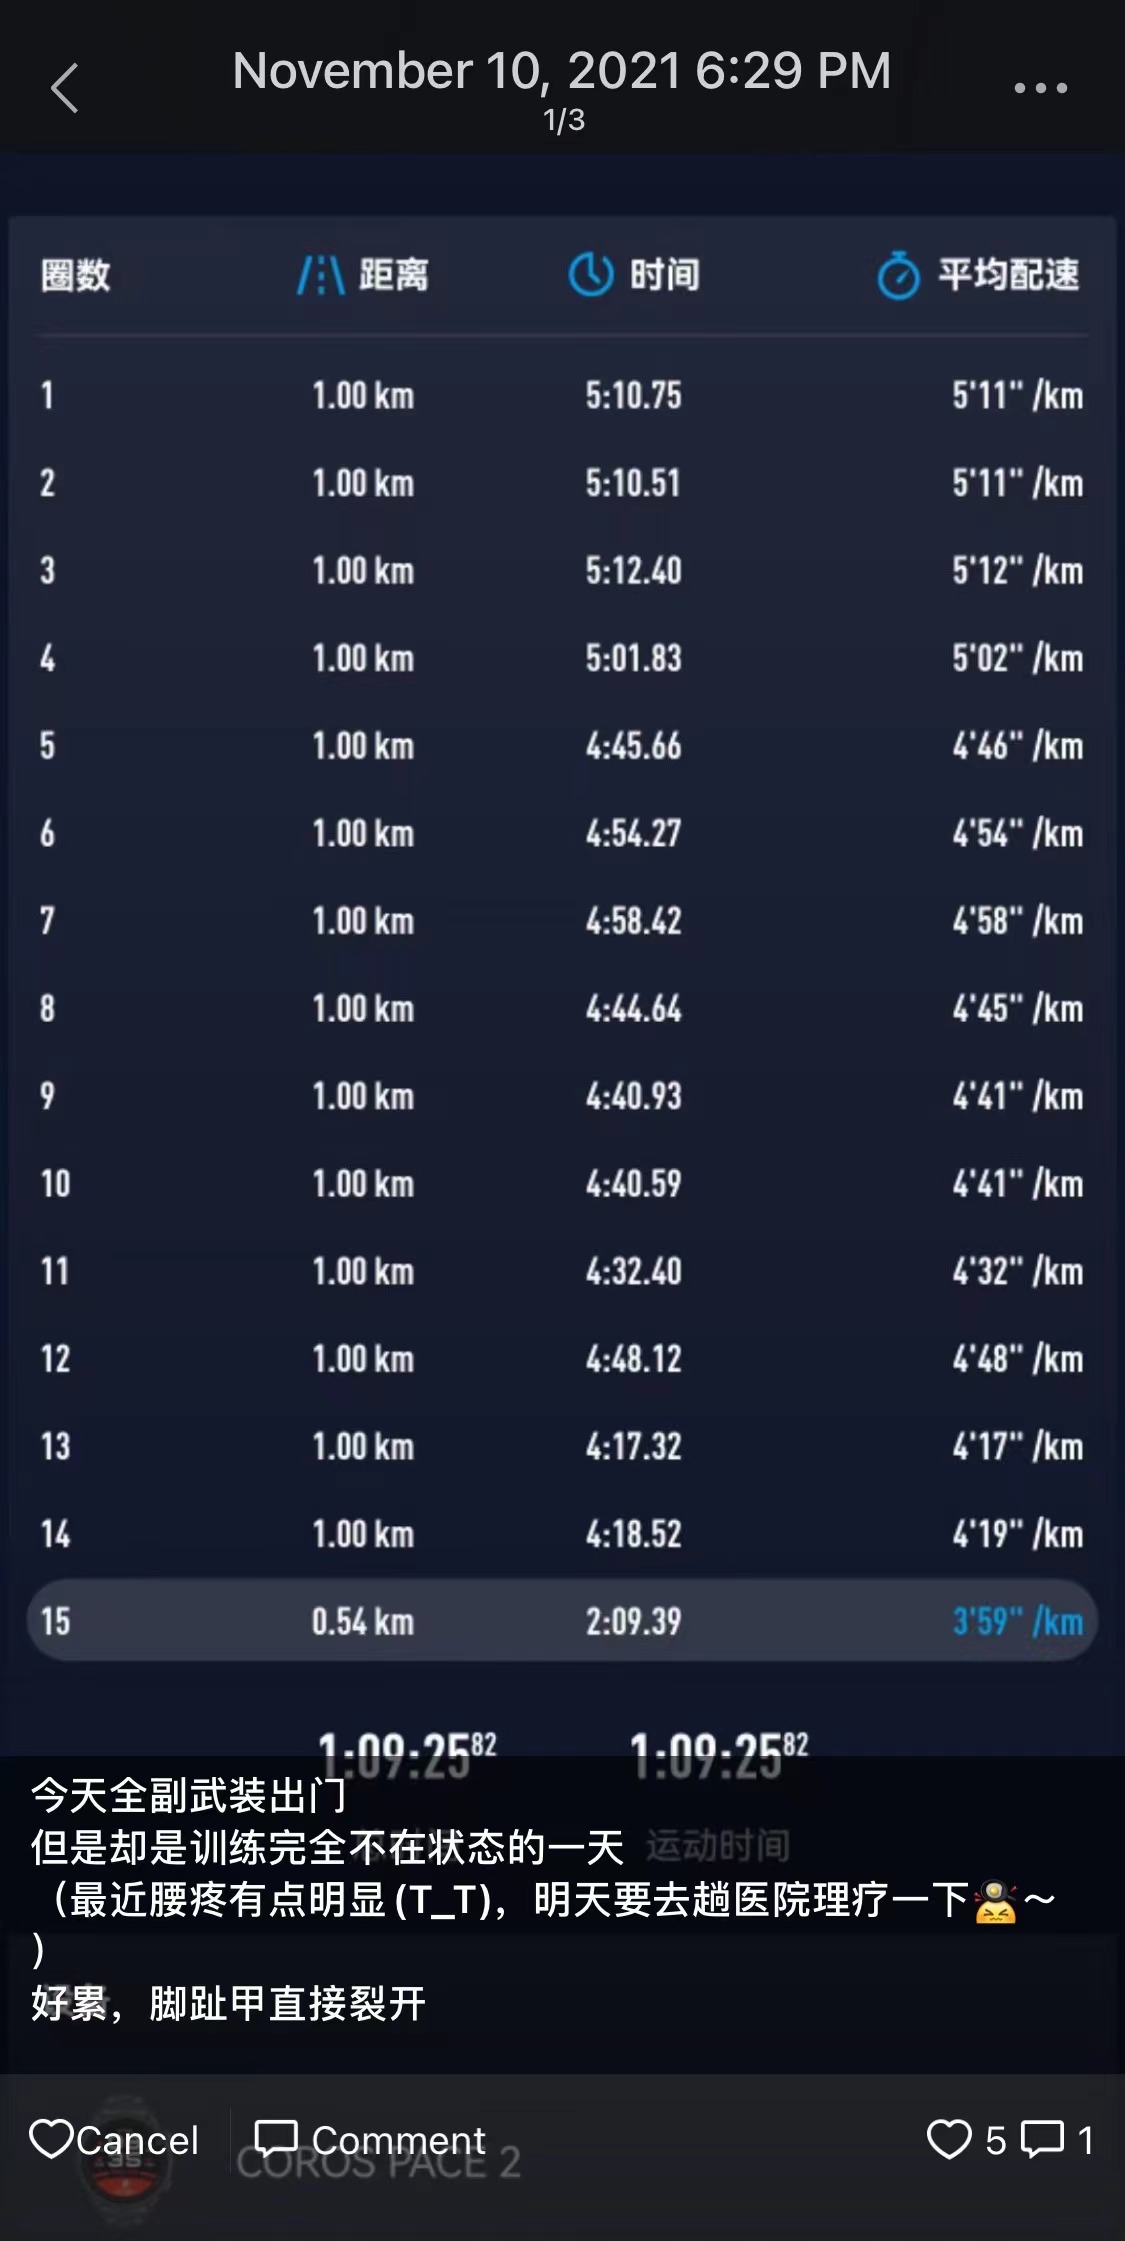 November 10, 2021 6:29 PM
1/3
圈数 距离 时间 平均配速
1 1.00 km 5:10.75 5'11" /km
2 1.00 km 5:10.51 5'11" /km
3 1.00 km 5:12.40 5'12" /km
4 1.00 km 5:01.83 5'02" /km
5 1.00 km 4:45.66 4'46" /km
6 1.00 km 4:54.27 4'54" /km
7 1.00 km 4:58.42 4'58" /km
8 1.00 km 4:44.64 4'45" /km
9 1.00 km 4:40.93 4'41" /km
10 1.00 km 4:40.59 4'41" /km
11 1.00 km 4:32.40 4'32" /km
12 1.00 km 4:48.12 4'48" /km
13 1.00 km 4:17.32 4'17" /km
14 1.00 km 4:18.52 4'19" /km
15 0.54 km 2:09.39 3'59" /km
1:09:25 82 1:09:25 82
今天全副武装出门
但是却是训练完全不在状态的一天
运动时间
（最近腰疼有点明显(T_T)，明天要去趟医院理疗一下～
)
好累，脚趾甲直接裂开
Cancel Comment 5 1
COROS PACE 2